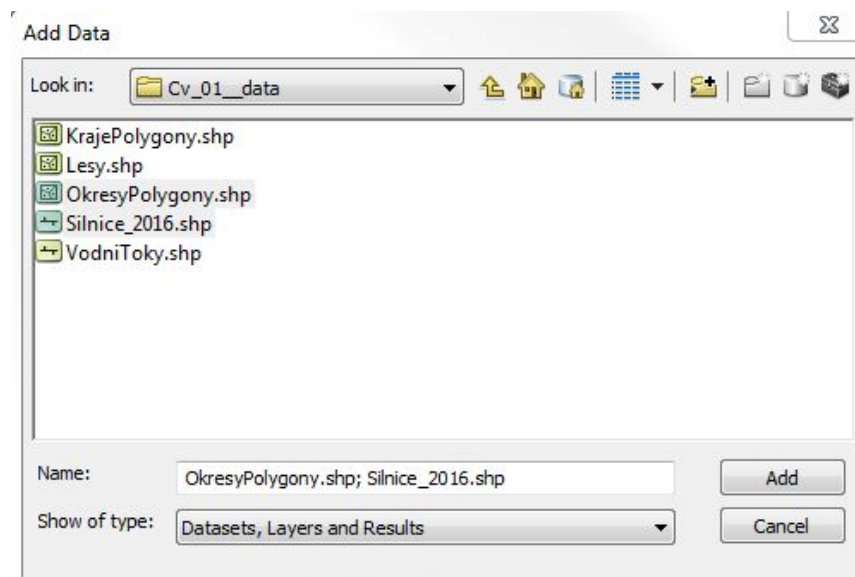 Add Data
Look in: Cv_01__data
KrajePolygony.shp
Lesy.shp
OkresyPolygony.shp
Silnice_2016.shp
VodniToky.shp
Name: OkresyPolygony.shp; Silnice_2016.shp Add
Show of type: Datasets, Layers and Results Cancel